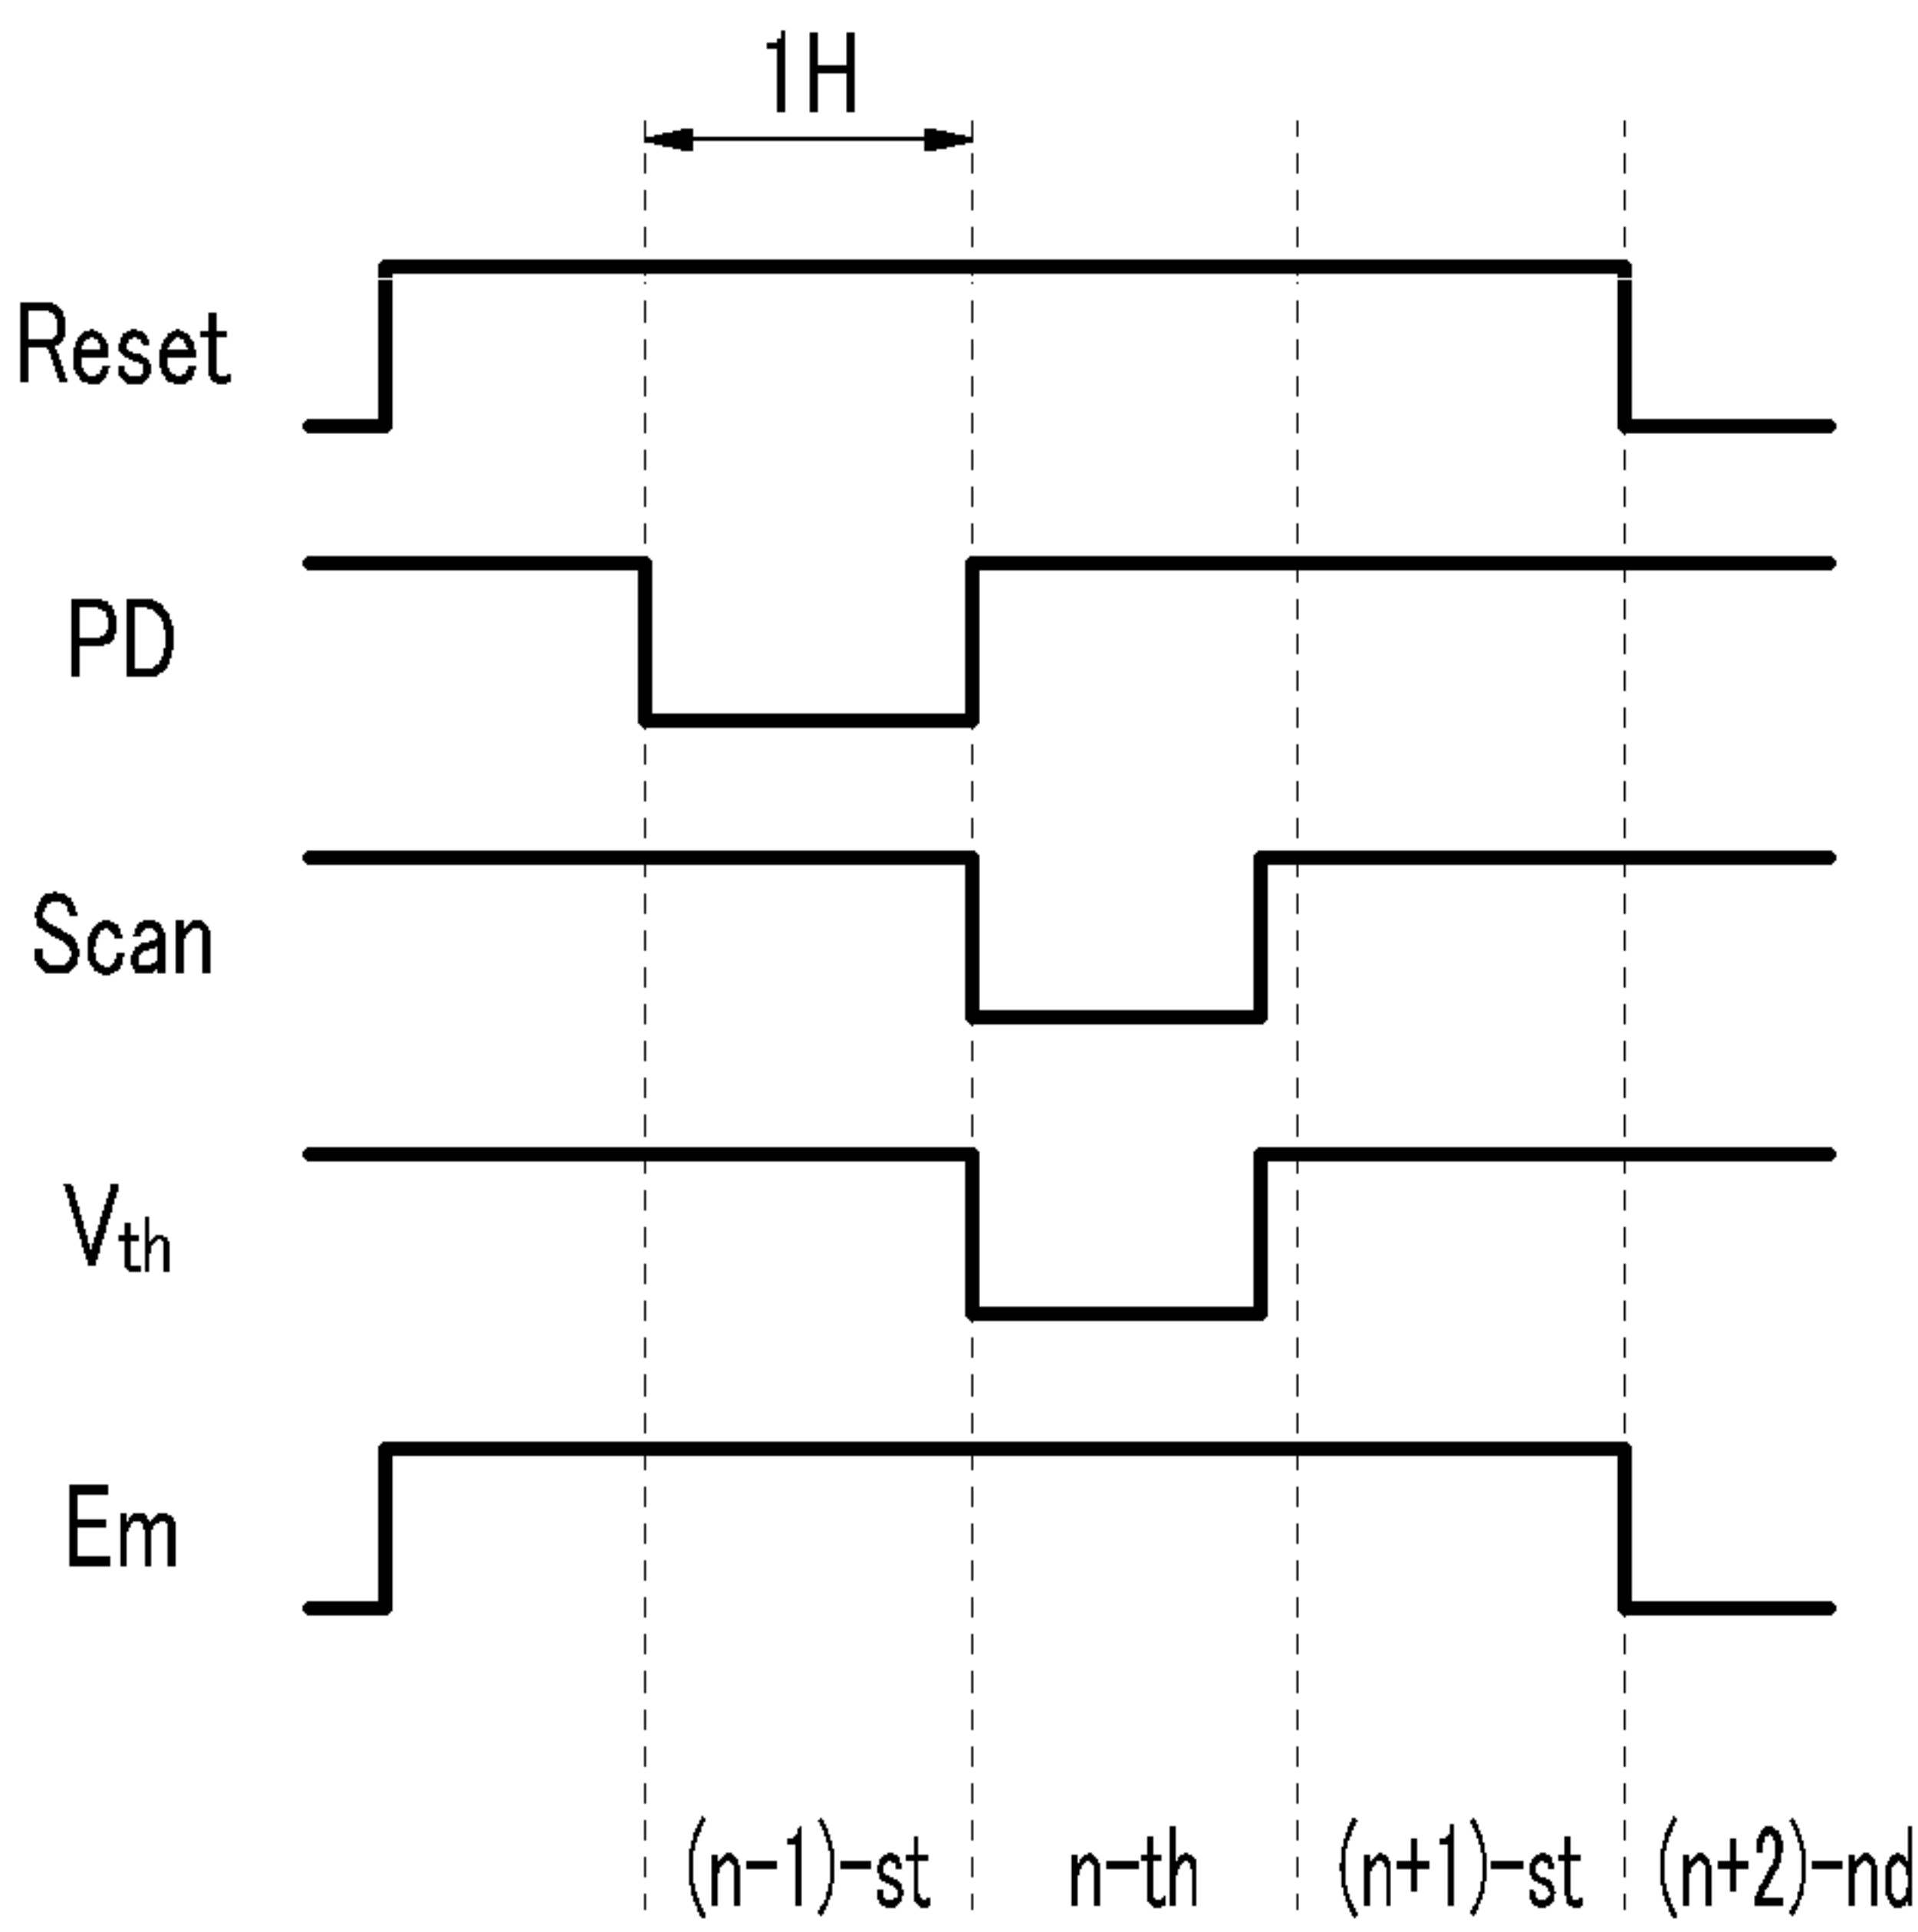 1H
Reset
PD
Scan
Vth
Em
(n-1)-st n-th (n+1)-st (n+2)-nd